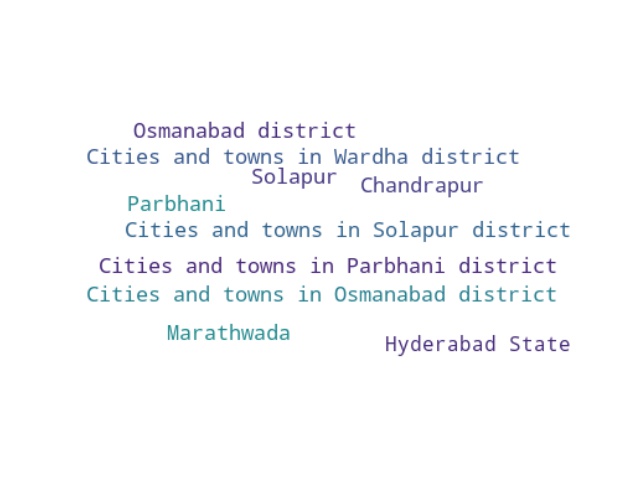 Osmanabad district
Cities and towns in Wardha district
Solapur
Chandrapur
Parbhani
Cities and towns in Solapur district
Cities and towns in Parbhani district
Cities and towns in Osmanabad district
Marathwada
Hyderabad State